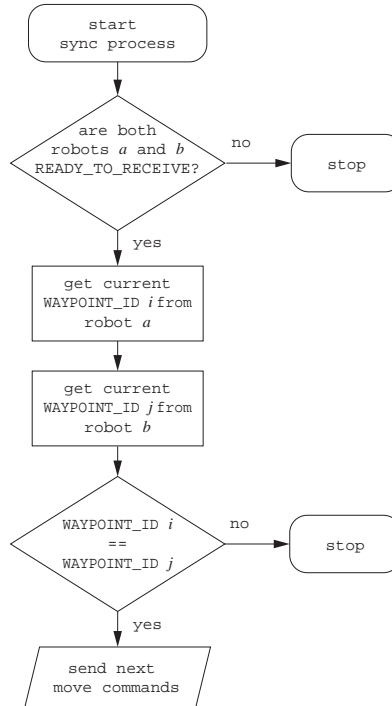 start
sync process
are both
robots a and b
READY_TO_RECEIVE?
no
stop
yes
get current
WAYPOINT_ID i from
robot a
get current
WAYPOINT_ID j from
robot b
WAYPOINT_ID i
==
WAYPOINT_ID j
no
stop
yes
send next
move commands